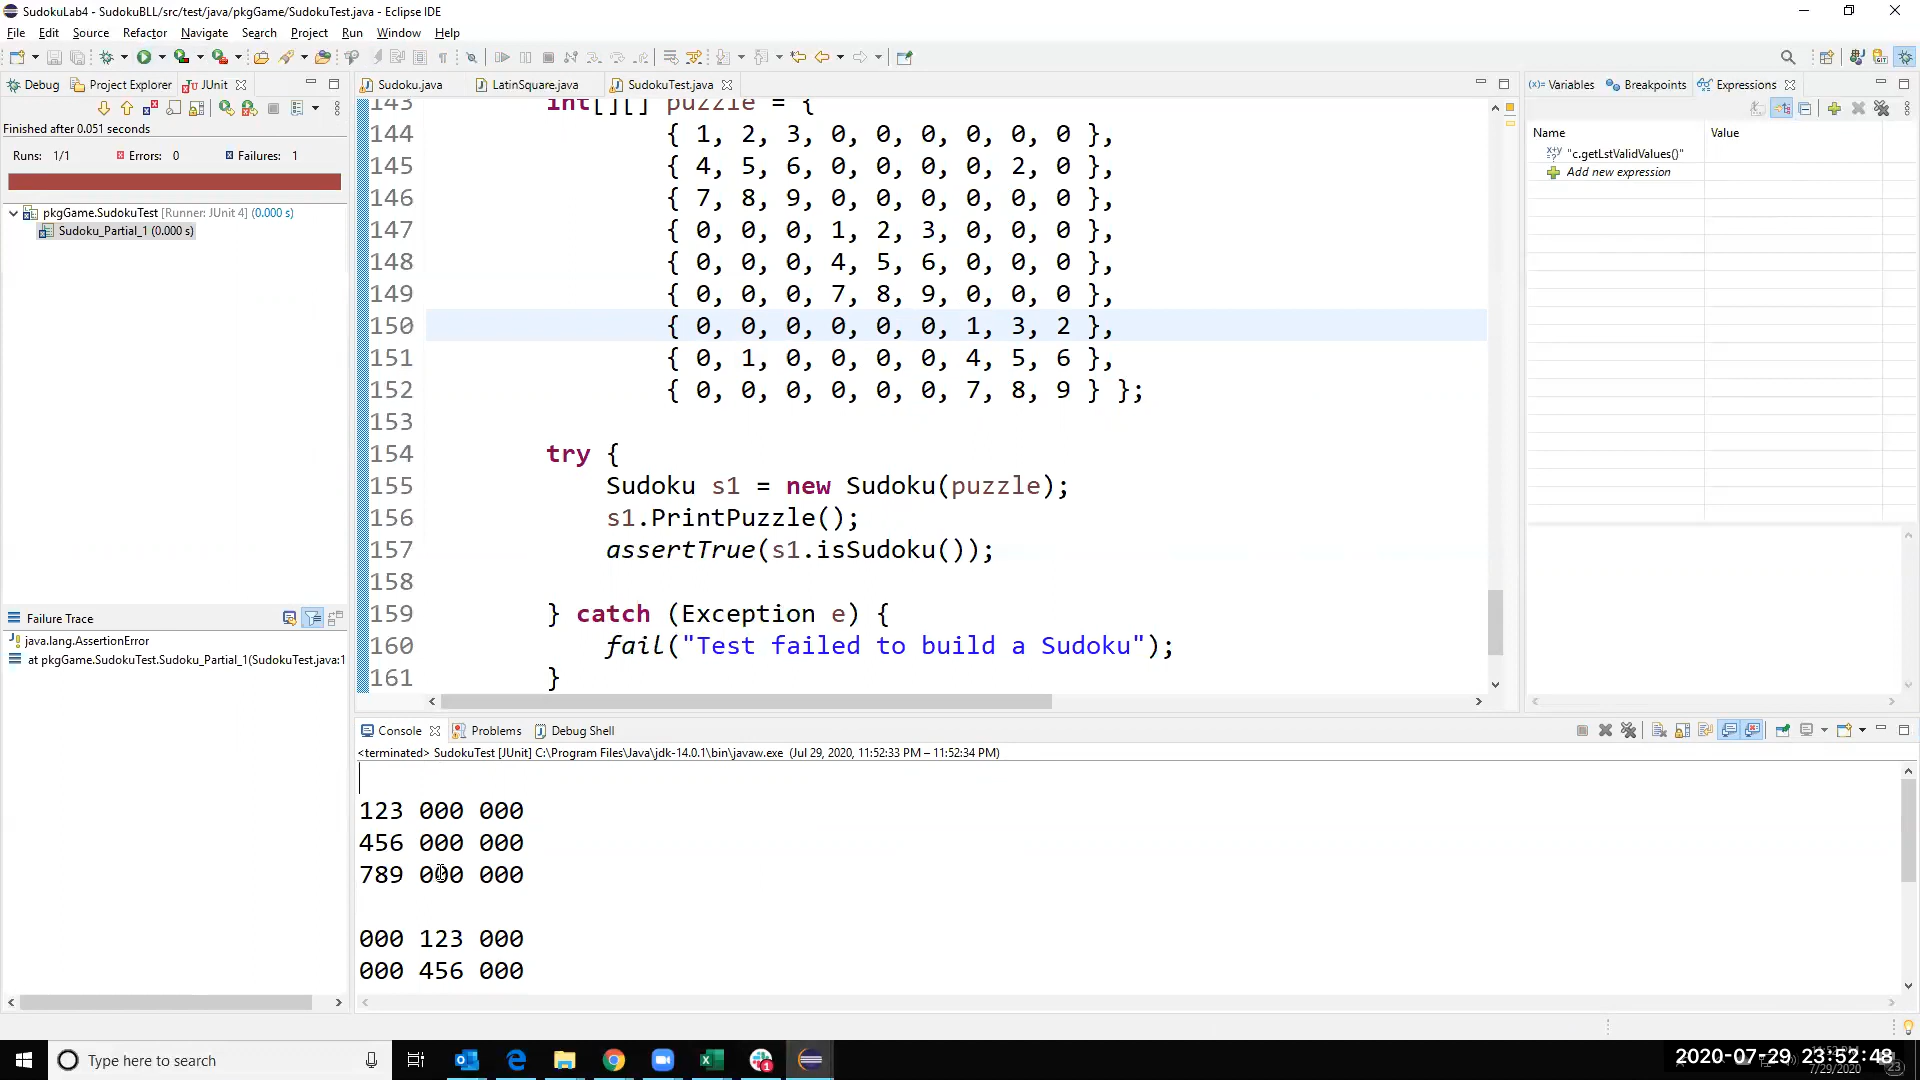 SudokuLab4 - SudokuBLL/src/test/java/pkgGame/SudokuTest.java - Eclipse IDE
File Edit Source Refactor Navigate Search Project Run Window Help
Debug Project Explorer JUnit
Finished after 0.051 seconds
Runs: 1/1 Errors: 0 Failures: 1
pkgGame.SudokuTest [Runner: JUnit 4] (0.000 s)
Sudoku_Partial_1 (0.000 s)
Failure Trace
java.lang.AssertionError
at pkgGame.SudokuTest.Sudoku_Partial_1(SudokuTest.java:1
Sudoku.java LatinSquare.java SudokuTest.java
143 int[][] puzzle = {
144 { 1, 2, 3, 0, 0, 0, 0, 0, 0 },
145 { 4, 5, 6, 0, 0, 0, 0, 2, 0 },
146 { 7, 8, 9, 0, 0, 0, 0, 0, 0 },
147 { 0, 0, 0, 1, 2, 3, 0, 0, 0 },
148 { 0, 0, 0, 4, 5, 6, 0, 0, 0 },
149 { 0, 0, 0, 7, 8, 9, 0, 0, 0 },
150 { 0, 0, 0, 0, 0, 0, 1, 3, 2 },
151 { 0, 1, 0, 0, 0, 0, 4, 5, 6 },
152 { 0, 0, 0, 0, 0, 0, 7, 8, 9 } };
153
154 try {
155 Sudoku s1 = new Sudoku(puzzle);
156 s1.PrintPuzzle();
157 assertTrue(s1.isSudoku());
158
159 } catch (Exception e) {
160 fail("Test failed to build a Sudoku");
161 }
Variables Breakpoints Expressions
Name Value
"c.getLstValidValues()"
Add new expression
Console Problems Debug Shell
<terminated> SudokuTest [JUnit] C:\Program Files\Java\jdk-14.0.1\bin\javaw.exe (Jul 29, 2020, 11:52:33 PM – 11:52:34 PM)
123 000 000
456 000 000
789 000 000
000 123 000
000 456 000
Type here to search
2020-07-29 23:52:48
7/29/2020
23